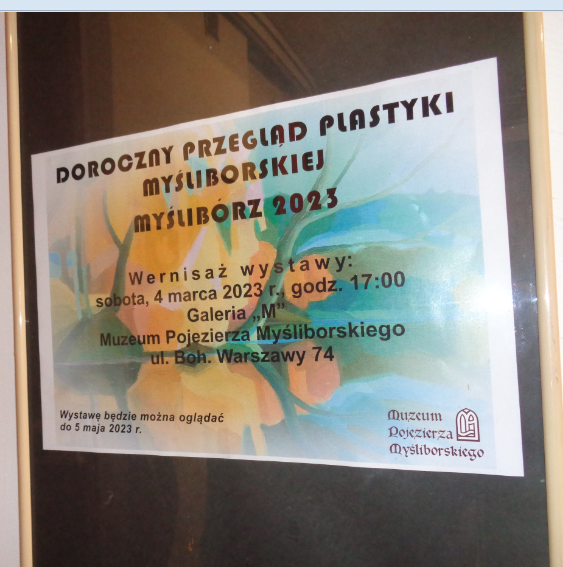 DOROCZNY PRZEGLĄD PLASTYKI
MYŚLIBORSKIEJ
MYŚLIBÓRZ 2023
Wernisaż wystawy:
sobota, 4 marca 2023 r., godz. 17:00
Galeria „M”
Muzeum Pojezierza Myśliborskiego
ul. Boh. Warszawy 74
Wystawę będzie można oglądać
do 5 maja 2023 r.
Muzeum
Pojezierza
Myśliborskiego